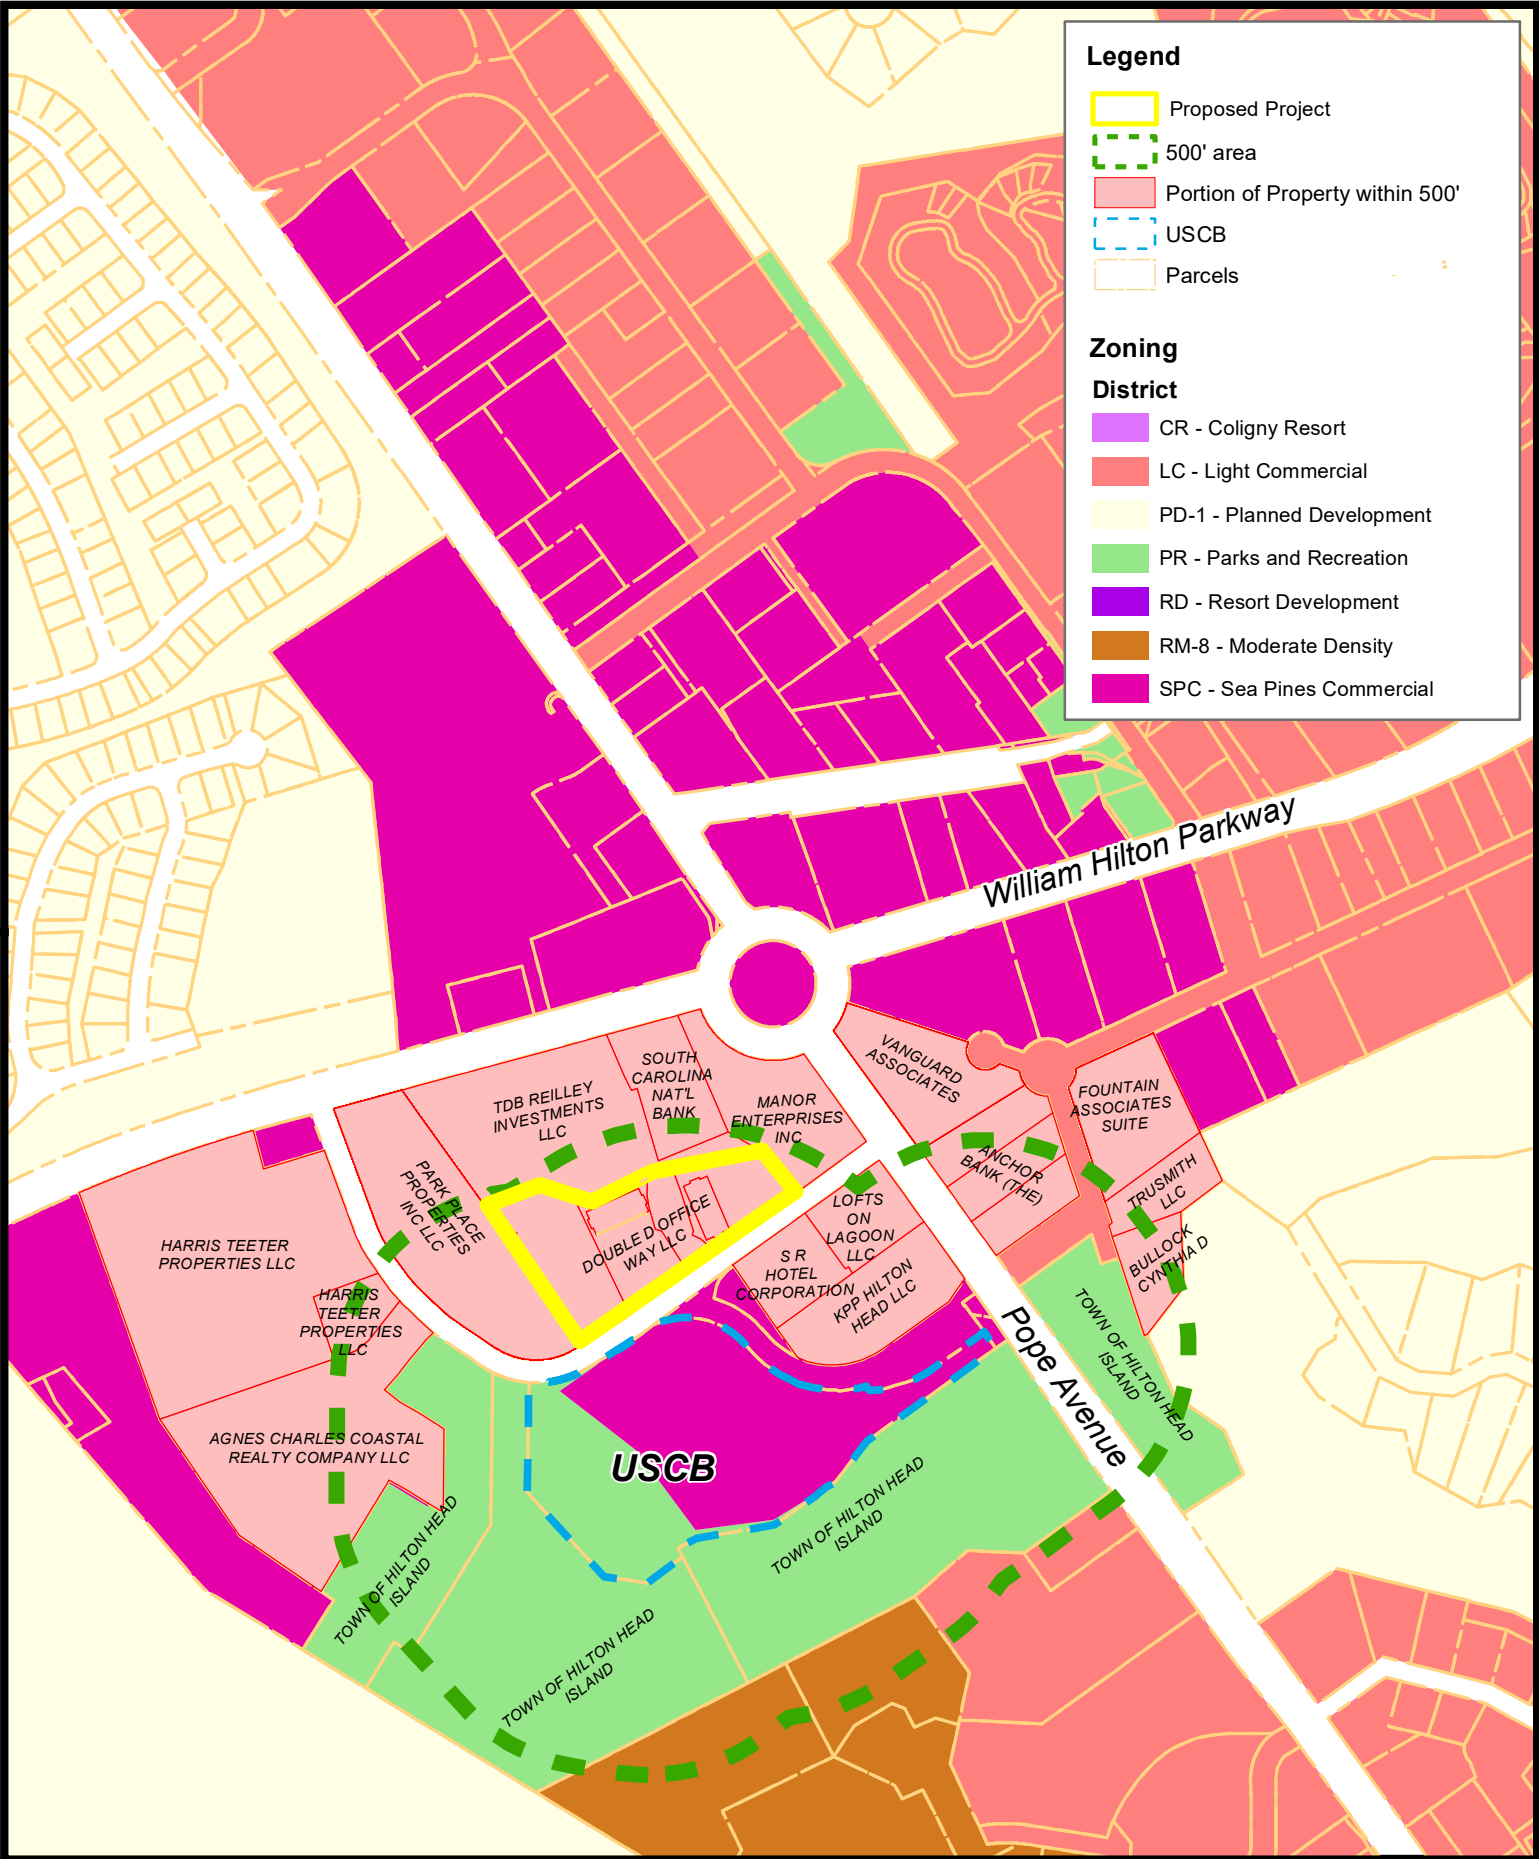 Legend
Proposed Project
500' area
Portion of Property within 500'
USCB
Parcels
Zoning
District
CR - Coligny Resort
LC - Light Commercial
PD-1 - Planned Development
PR - Parks and Recreation
RD - Resort Development
RM-8 - Moderate Density
SPC - Sea Pines Commercial
William Hilton Parkway
VANGUARD
ASSOCIATES
SOUTH
CAROLINA
NAT'L
BANK
TDB REILLEY
INVESTMENTS
LLC
MANOR
ENTERPRISES
INC
FOUNTAIN
ASSOCIATES
SUITE
ANCHOR
BANK (THE)
TRUSMITH
LLC
PARK PLACE
PROPERTIES
INC LLC
DOUBLE D OFFICE
WAY LLC
LOFTS
ON
LAGOON
LLC
S R
HOTEL
CORPORATION
KPP HILTON
HEAD LLC
BULLOCK
CYNTHIA D
HARRIS TEETER
PROPERTIES LLC
HARRIS
TEETER
PROPERTIES
LLC
TOWN OF HILTON HEAD
ISLAND
Pope Avenue
AGNES CHARLES COASTAL
REALTY COMPANY LLC
USCB
TOWN OF HILTON HEAD
ISLAND
TOWN OF HILTON HEAD
ISLAND
TOWN OF HILTON HEAD
ISLAND